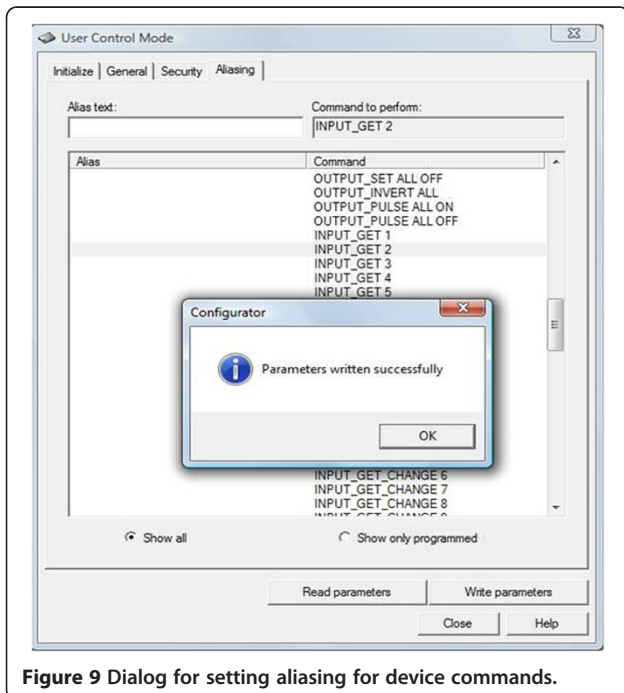 User Control Mode
Initialize General Security Aliasing
Alias text: Command to perform:
INPUT_GET 2
Alias Command
OUTPUT_SET ALL OFF
OUTPUT_INVERT ALL
OUTPUT_PULSE ALL ON
OUTPUT_PULSE ALL OFF
INPUT_GET 1
INPUT_GET 2
INPUT_GET 3
INPUT_GET 4
INPUT_GET 5
Configurator
Parameters written successfully
OK
INPUT_GET_CHANGE 6
INPUT_GET_CHANGE 7
INPUT_GET_CHANGE 8
Show all Show only programmed
Read parameters Write parameters
Close Help
Figure 9 Dialog for setting aliasing for device commands.